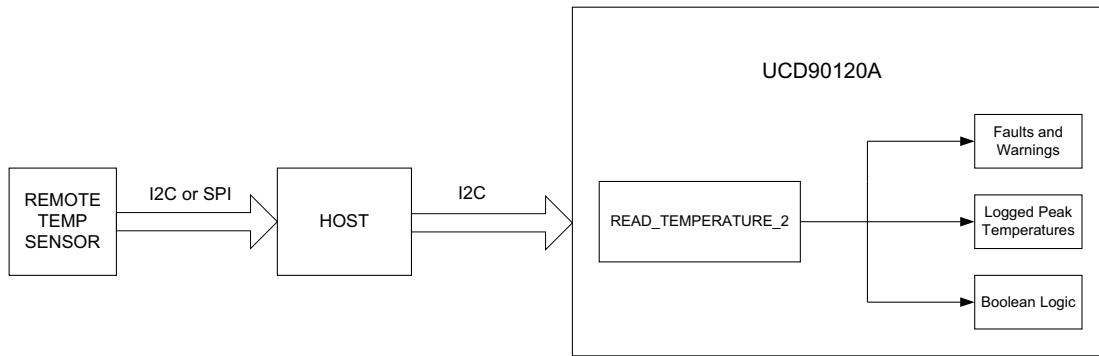 UCD90120A
REMOTE
TEMP
SENSOR
I2C or SPI
HOST
I2C
READ_TEMPERATURE_2
Faults and
Warnings
Logged Peak
Temperatures
Boolean Logic